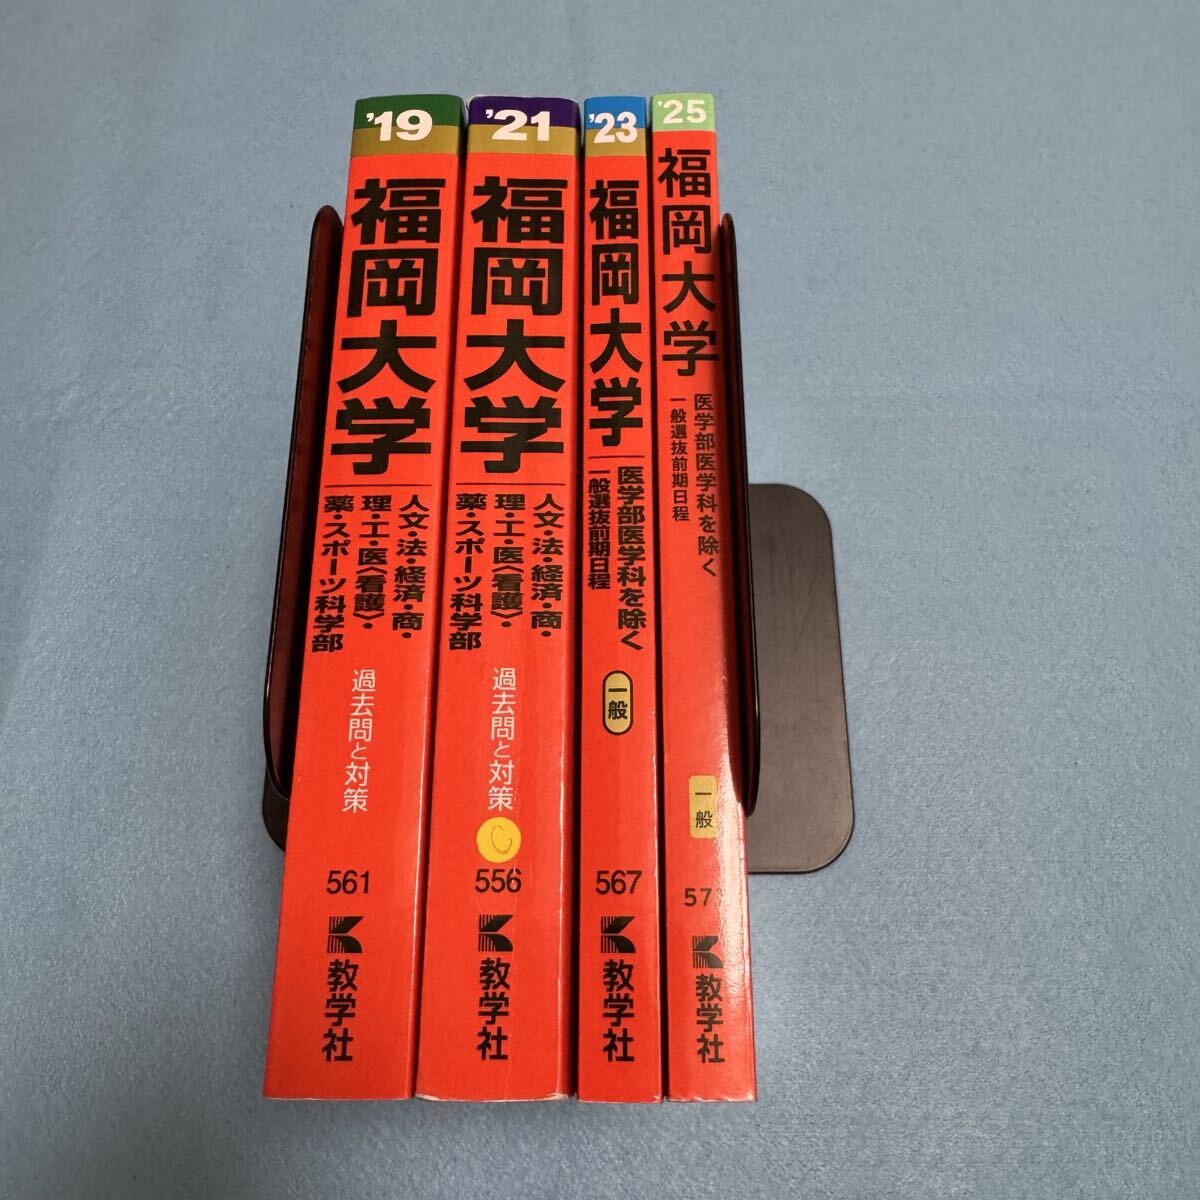 '19
福岡大学
人文・法・経済・商・
理・工・医〈看護〉・
薬・スポーツ科学部
過去問と対策
561
教学社
'21
福岡大学
人文・法・経済・商・
理・工・医〈看護〉・
薬・スポーツ科学部
過去問と対策
C
556
教学社
'23
福岡大学
医学部医学科を除く
一般選抜前期日程
一般
567
教学社
'25
福岡大学
医学部医学科を除く
一般選抜前期日程
一般
教学社